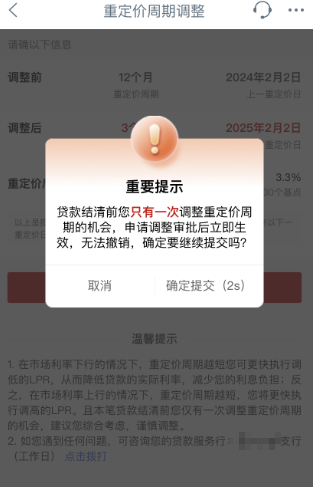 重定价周期调整
请确认以下信息
调整前 12个月 2024年2月2日
重定价周期 上一重定价日
调整后 3 2025年2月2日
重定价日
重定价 3.3%
00个基点
重要提示
贷款结清前您只有一次调整重定价周
期的机会，申请调整审批后立即生
效，无法撤销，确定要继续提交吗？
取消 确定提交（2s）
温馨提示
1. 在市场利率下行的情况下，重定价周期越短您可更快执行调
低的LPR，从而降低贷款的实际利率，减少您的利息负担；反
之，在市场利率上行的情况下，重定价周期越短，您将更快执
行调高的LPR。且本笔贷款结清前您仅有一次调整重定价周期
的机会，建议您综合考虑，谨慎调整。
2. 如您遇到任何问题，可咨询您的贷款服务行 支行
（工作日） 点击拨打